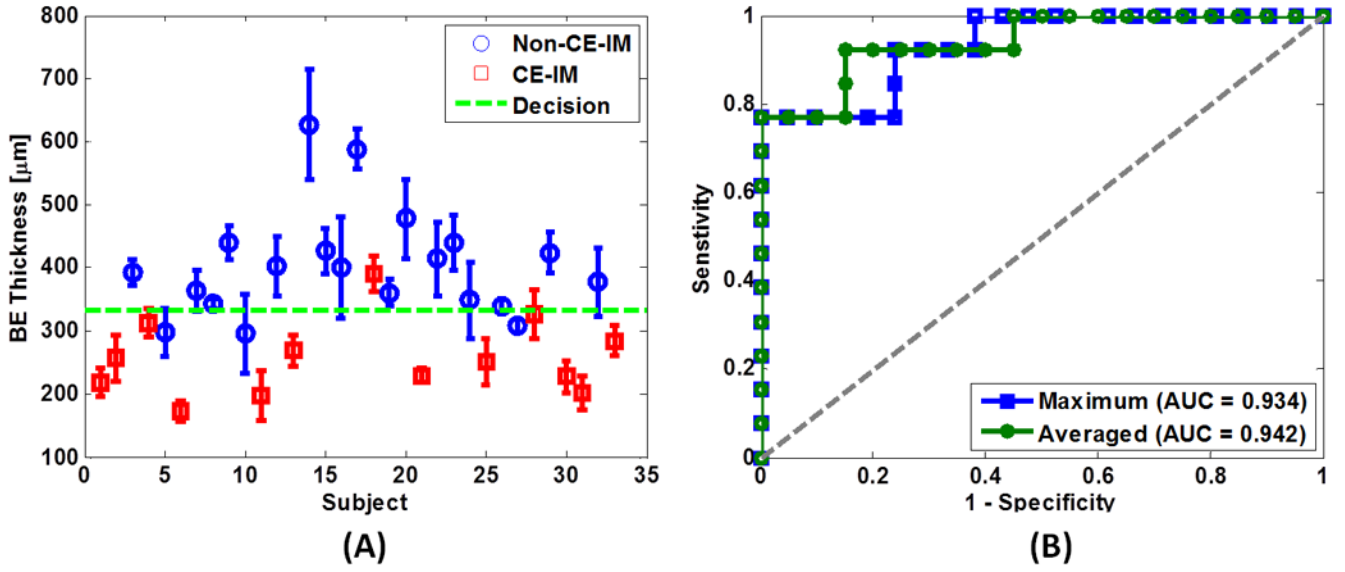 800
700
600
500
400
300
200
100
BE Thickness [μm]
Non-CE-IM
CE-IM
Decision
0
5
10
15
20
25
30
35
Subject
(A)
1
0.8
0.6
0.4
0.2
0
Senstivity
Maximum (AUC = 0.934)
Averaged (AUC = 0.942)
0
0.2
0.4
0.6
0.8
1
1 - Specificity
(B)